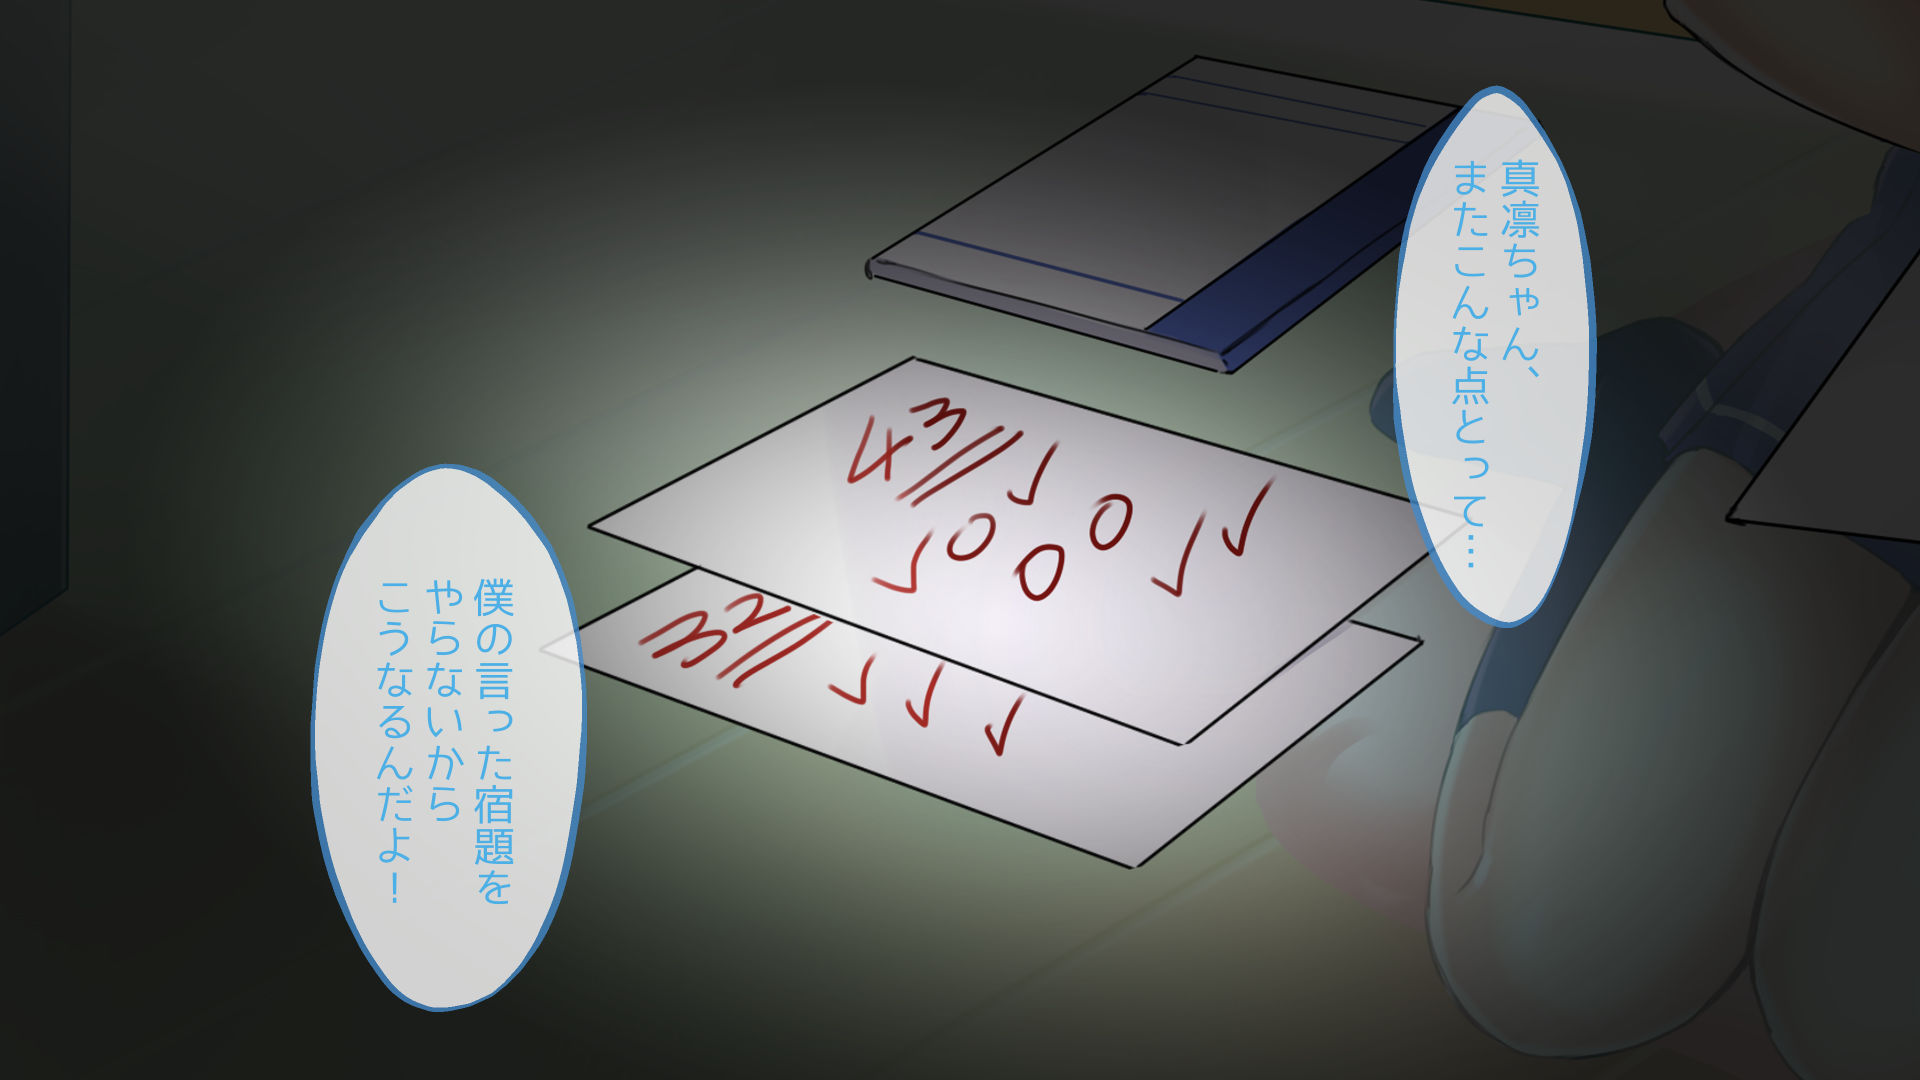 真凛ちゃん、
またこんな点とって…
僕の言った宿題を
やらないから
こうなるんだよ！
43
32